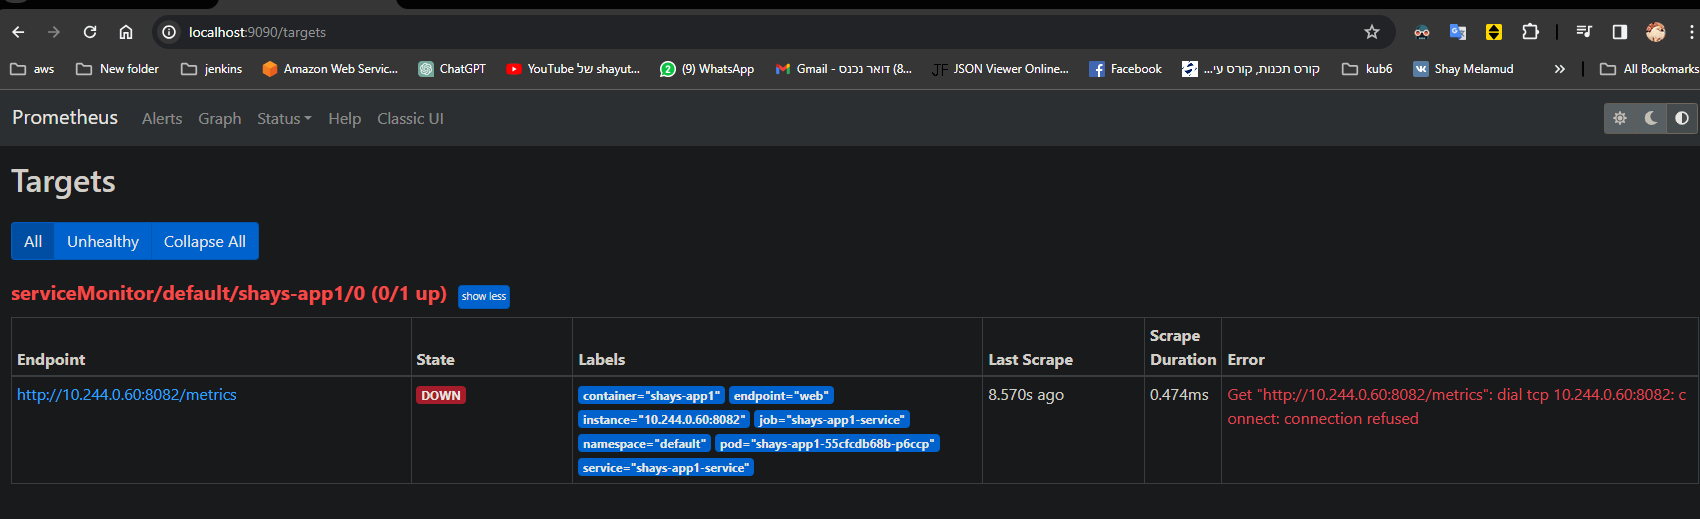 localhost:9090/targets
aws New folder jenkins Amazon Web Servic... ChatGPT YouTube של shayut... (9) WhatsApp Gmail - דואר נכנס (8... JSON Viewer Online... Facebook קורס תכנות, קורס עי... kub6 Shay Melamud » All Bookmarks
Prometheus Alerts Graph Status Help Classic UI
Targets
All Unhealthy Collapse All
serviceMonitor/default/shays-app1/0 (0/1 up) show less
Endpoint State Labels Last Scrape Scrape Duration Error
http://10.244.0.60:8082/metrics DOWN container="shays-app1" endpoint="web" 8.570s ago 0.474ms Get "http://10.244.0.60:8082/metrics": dial tcp 10.244.0.60:8082: c
instance="10.244.0.60:8082" job="shays-app1-service" onnect: connection refused
namespace="default" pod="shays-app1-55cfcdb68b-p6ccp"
service="shays-app1-service"